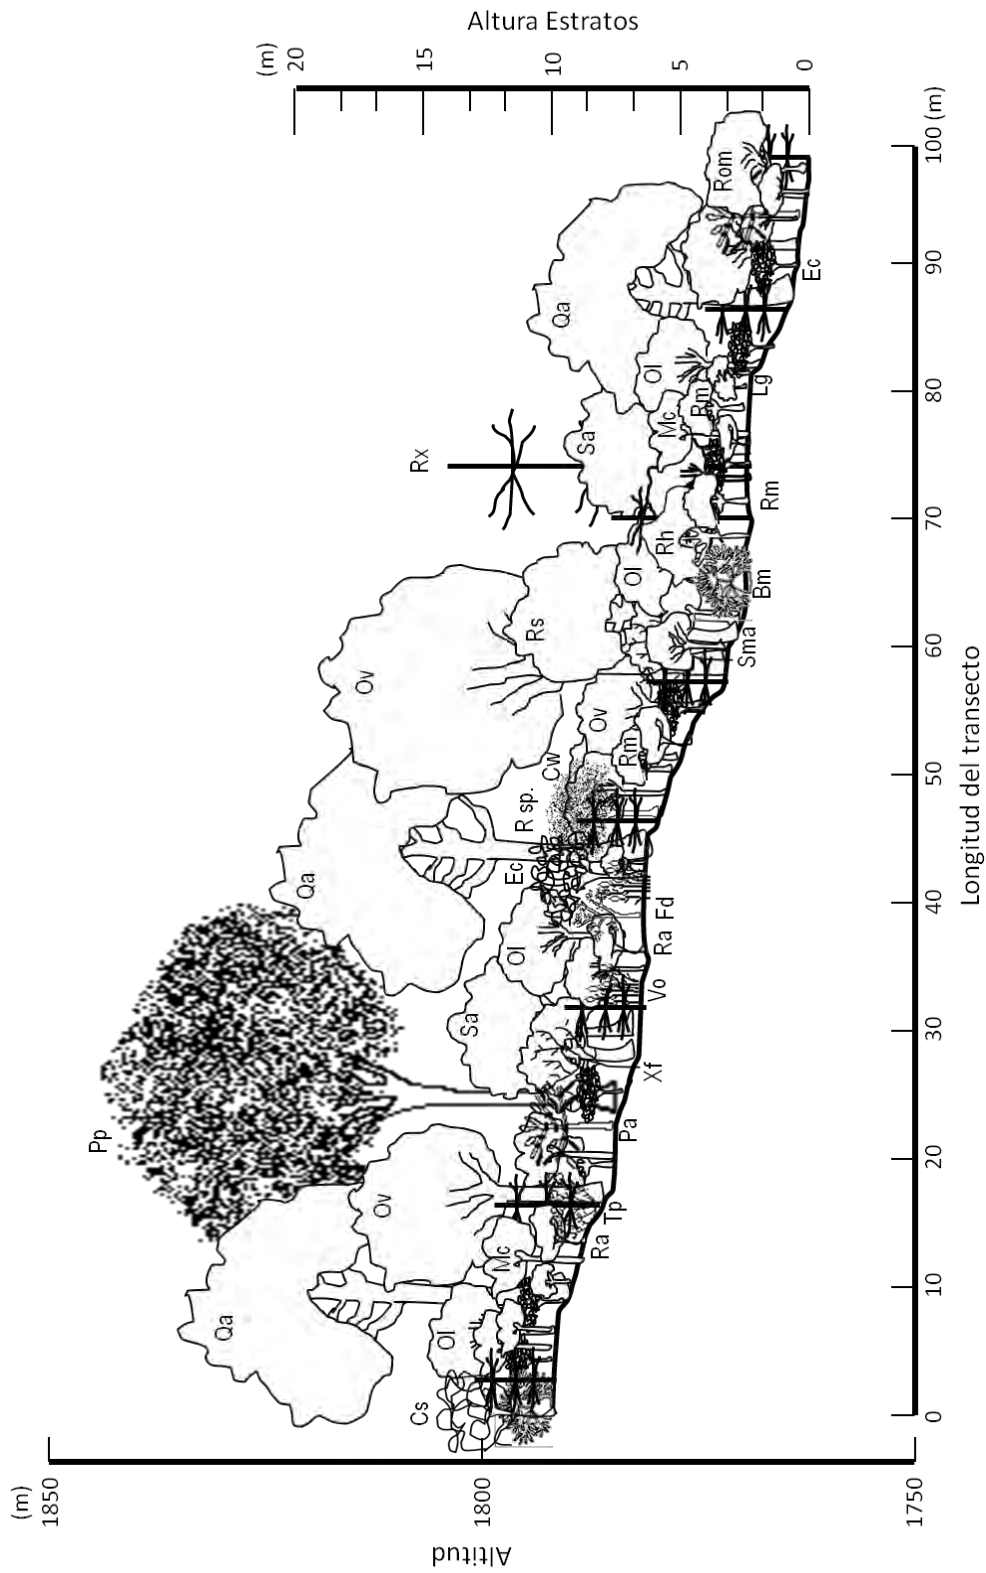 (m)
1850
1800
1750
Altitud
Altura Estratos
(m)
20
15
10
5
0
Pp
Qa
Qa
Ov
Ov
Rx
Cs
Ol
Mc
Sa
Ol
Ec
R sp.
Cw
Rs
Ov
Rm
Ol
Rh
Sa
Mc
Rm
Ol
Qa
Rom
Ra
Tp
Pa
Xf
Vo
Ra
Fd
Sma
Bm
Rm
Lg
Ec
0 10 20 30 40 50 60 70 80 90 100 (m)
Longitud del transecto